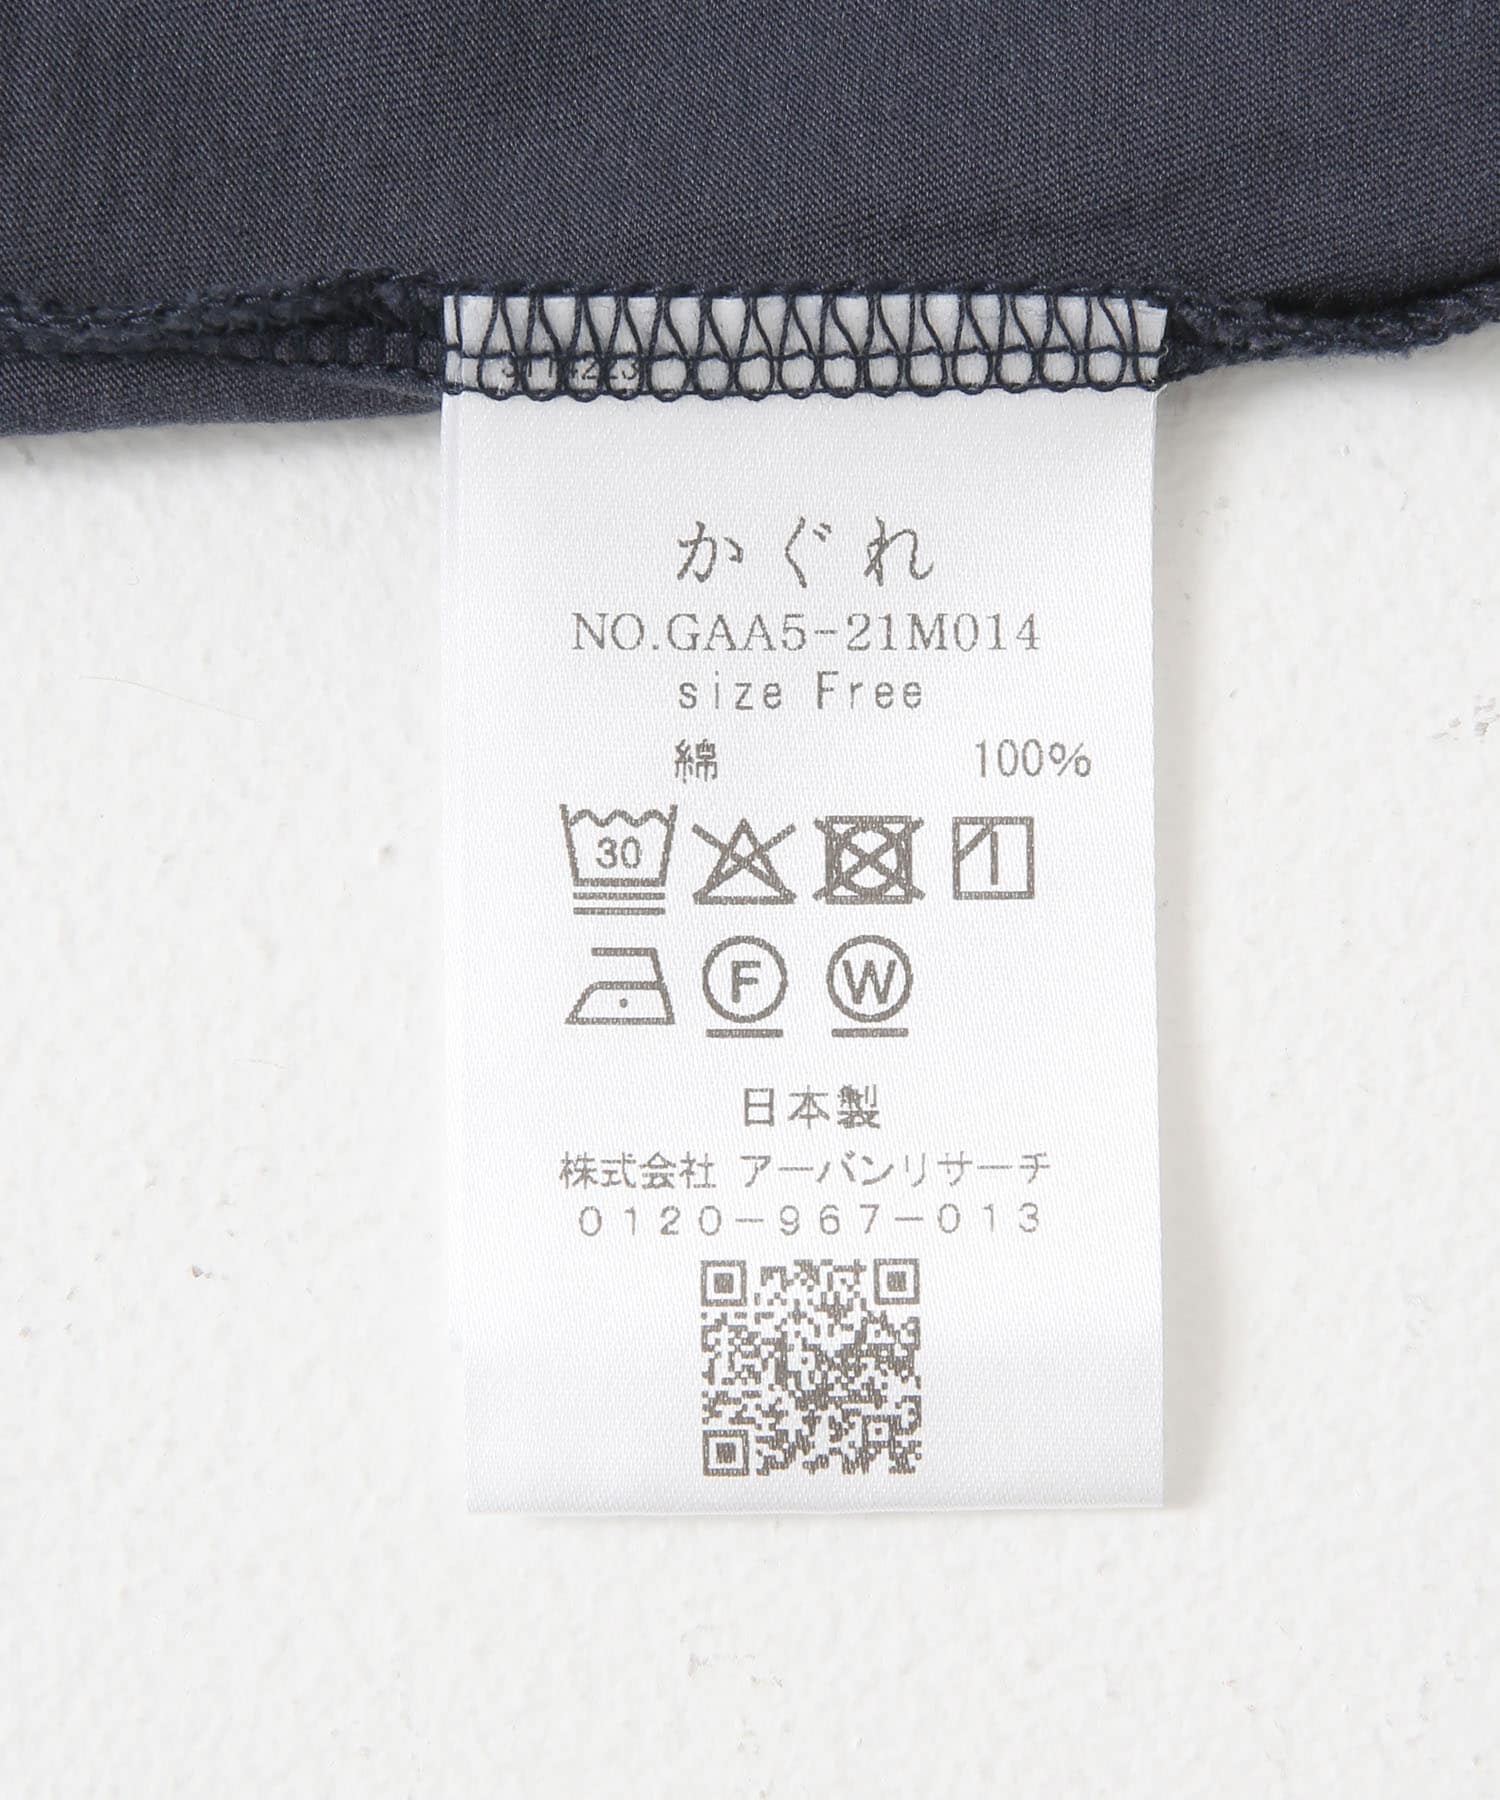 かぐれ
NO.GAA5-21M014
size Free
綿 100%
30
F W
日本製
株式会社 アーバンリサーチ
0120-967-013